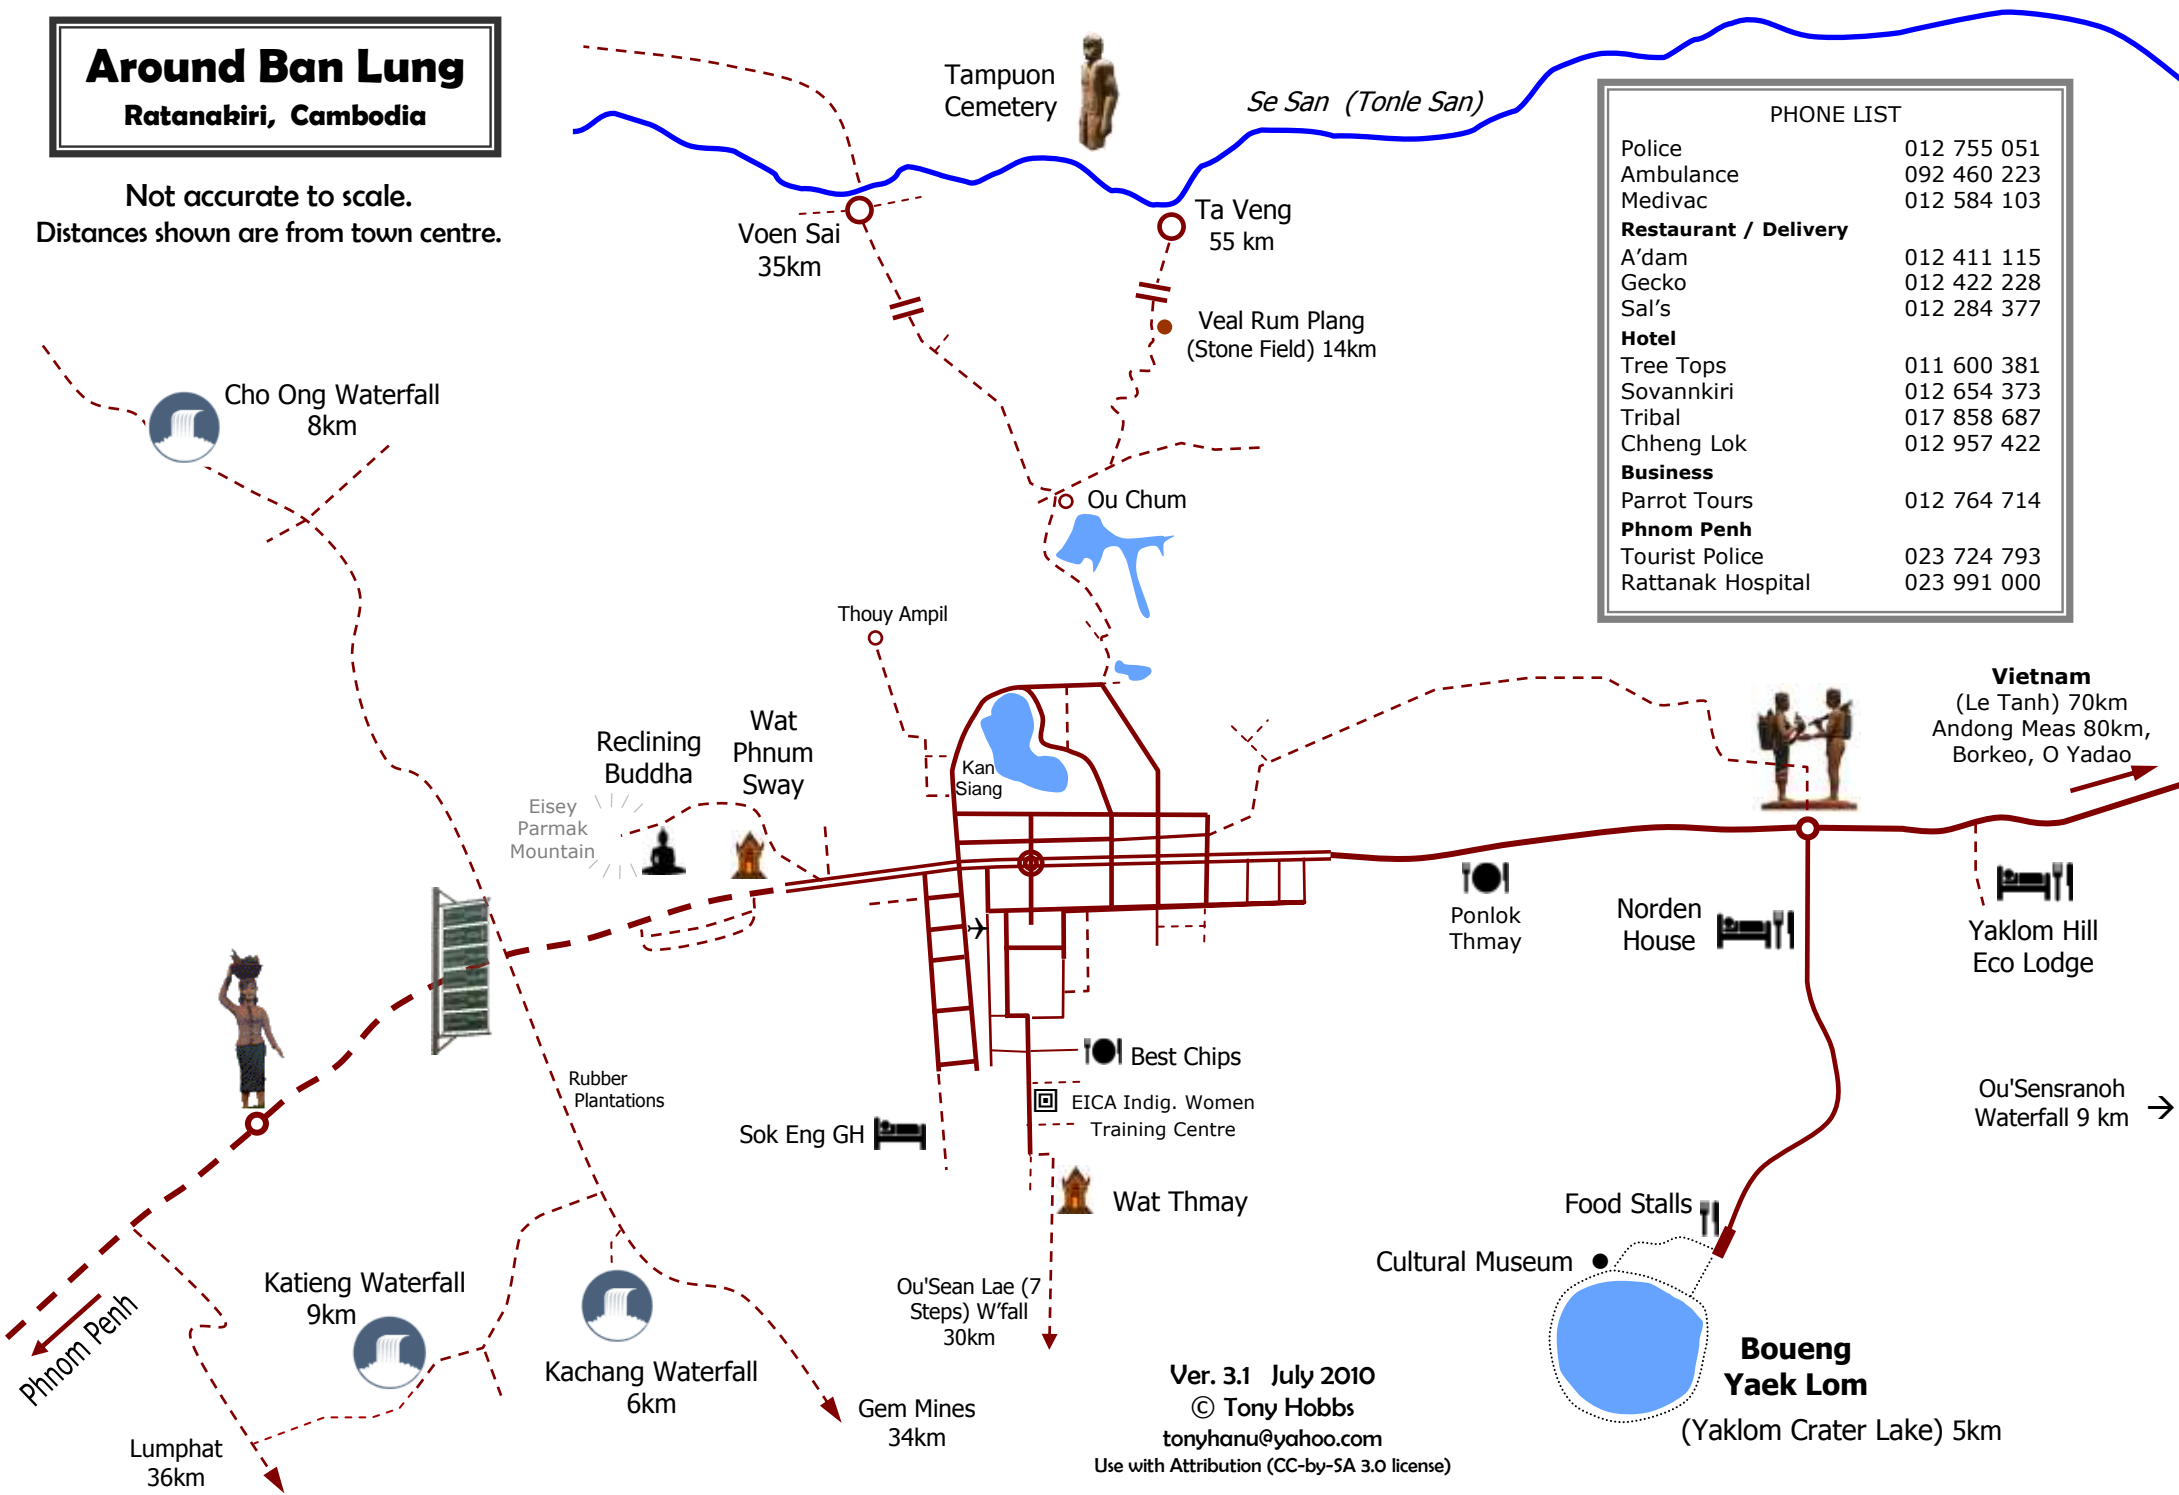 Around Ban Lung
Ratanakiri, Cambodia
Not accurate to scale.
Distances shown are from town centre.
Tampuon
Cemetery
Se San (Tonle San)
PHONE LIST
Police 012 755 051
Ambulance 092 460 223
Medivac 012 584 103
Restaurant / Delivery
A'dam 012 411 115
Gecko 012 422 228
Sal's 012 284 377
Hotel
Tree Tops 011 600 381
Sovannkiri 012 654 373
Tribal 017 858 687
Chheng Lok 012 957 422
Business
Parrot Tours 012 764 714
Phnom Penh
Tourist Police 023 724 793
Rattanak Hospital 023 991 000
Voen Sai
35km
Ta Veng
55 km
Veal Rum Plang
(Stone Field) 14km
Cho Ong Waterfall
8km
Ou Chum
Thouy Ampil
Vietnam
(Le Tanh) 70km
Andong Meas 80km,
Borkeo, O Yadao
Reclining
Buddha
Wat
Phnum
Sway
Kan
Siang
Eisey
Parmak
Mountain
Ponlok
Thmay
Norden
House
Yaklom Hill
Eco Lodge
Rubber
Plantations
Best Chips
EICA Indig. Women
Training Centre
Sok Eng GH
Ou'Sensranoh
Waterfall 9 km
Wat Thmay
Food Stalls
Cultural Museum
Katieng Waterfall
9km
Ou'Sean Lae (7
Steps) W'fall
30km
Phnom Penh
Kachang Waterfall
6km
Boueng
Yaek Lom
(Yaklom Crater Lake) 5km
Gem Mines
34km
Lumphat
36km
Ver. 3.1 July 2010
© Tony Hobbs
tonyhanu@yahoo.com
Use with Attribution (CC-by-SA 3.0 license)